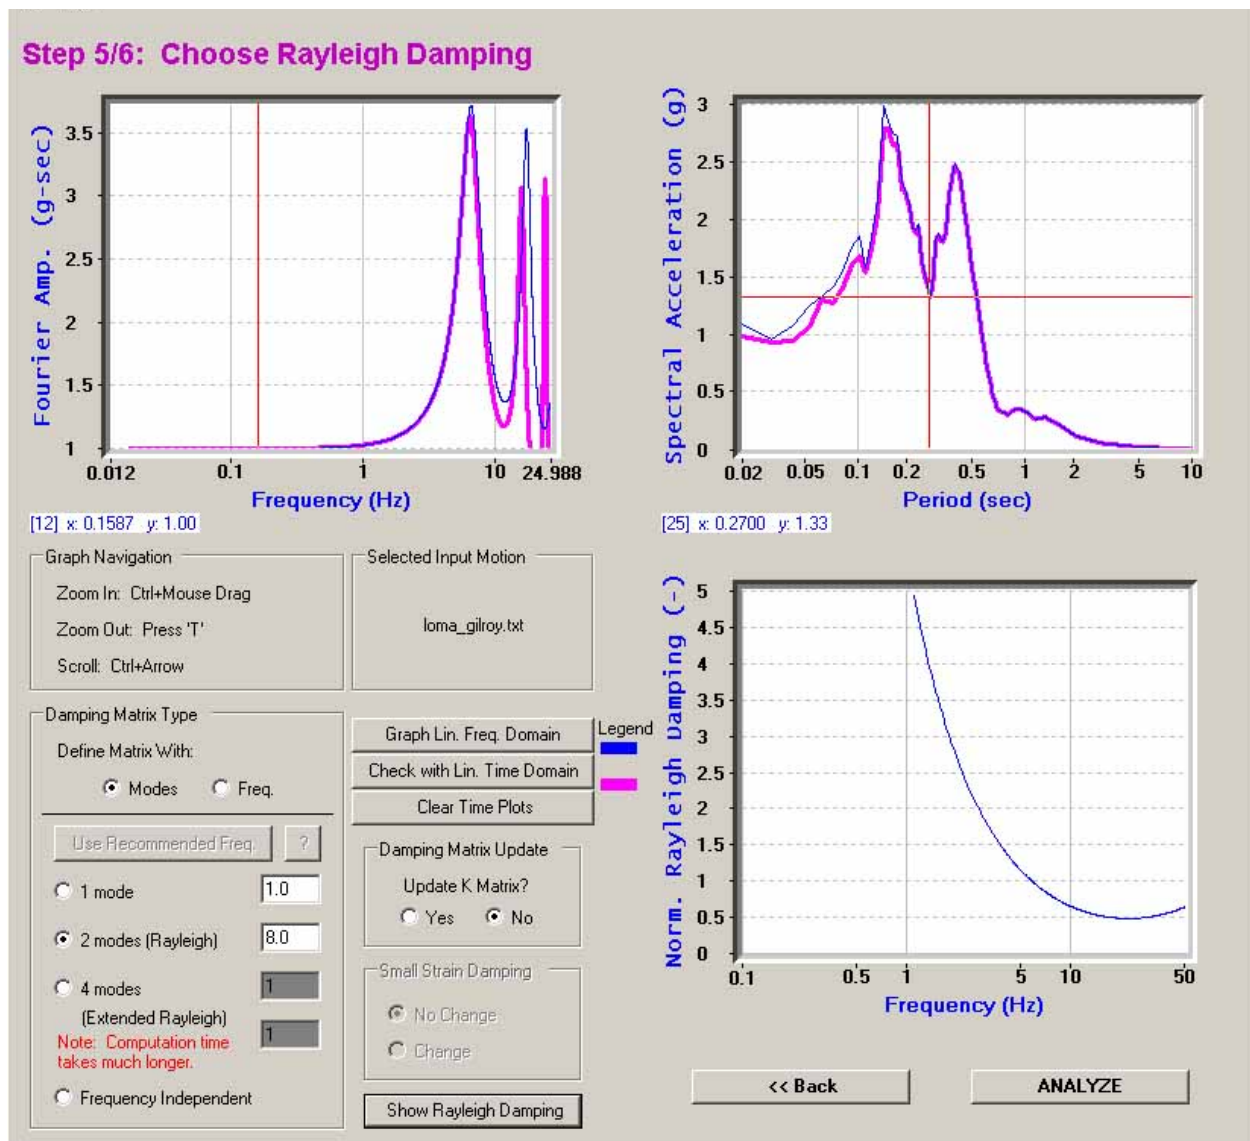 Step 5/6: Choose Rayleigh Damping
Fourier Amp. (g-sec)
3.5
3
2.5
2
1.5
1
0.012 0.1 1 10 24.988
Frequency (Hz)
[12] x: 0.1587 y: 1.00
Spectral Acceleration (g)
3
2.5
2
1.5
1
0.5
0
0.02 0.05 0.1 0.2 0.5 1 2 5 10
Period (sec)
[25] x: 0.2700 y: 1.33
Graph Navigation
Zoom In: Ctrl+Mouse Drag
Zoom Out: Press 'T'
Scroll: Ctrl+Arrow
Selected Input Motion
loma_gilroy.txt
Damping Matrix Type
Define Matrix With:
Modes Freq.
Use Recommended Freq. ?
1 mode 1.0
2 modes (Rayleigh) 8.0
4 modes 1
(Extended Rayleigh) 1
Note: Computation time
takes much longer.
Frequency Independent
Graph Lin. Freq. Domain
Check with Lin. Time Domain
Clear Time Plots
Legend
Damping Matrix Update
Update K Matrix?
Yes No
Small Strain Damping
No Change
Change
Show Rayleigh Damping
Norm. Rayleigh Damping (-)
5
4.5
4
3.5
3
2.5
2
1.5
1
0.5
0
0.1 0.5 1 5 10 50
Frequency (Hz)
<< Back ANALYZE